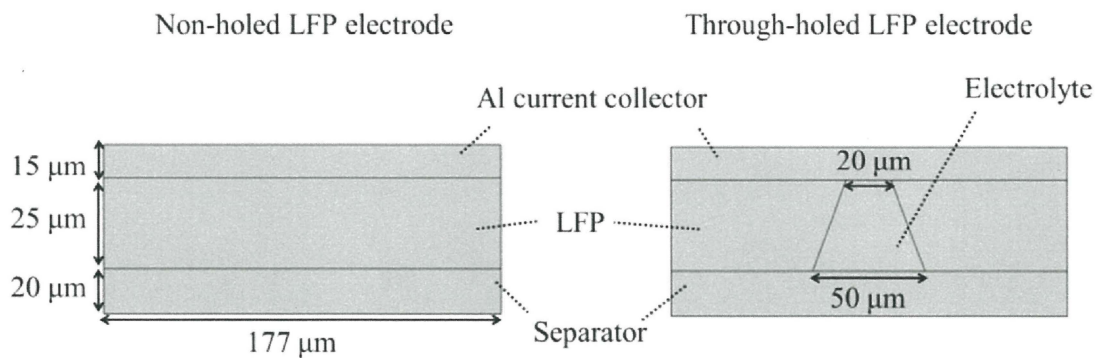 Non-holed LFP electrode
Through-holed LFP electrode
Al current collector
Electrolyte
15 µm
20 µm
25 µm
LFP
20 µm
50 µm
Separator
177 µm